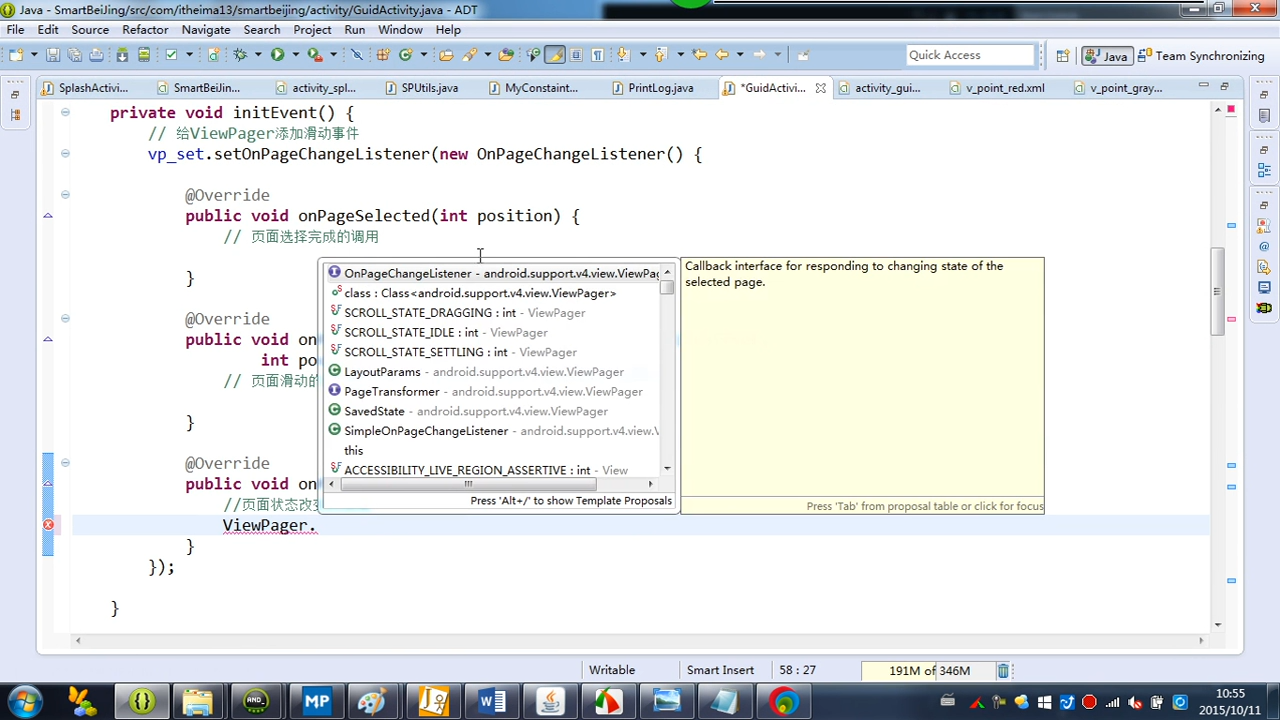 Java - SmartBeiJing/src/com/itheima13/smartbeijing/activity/GuidActivity.java - ADT
File Edit Source Refactor Navigate Search Project Run Window Help
Quick Access
Java
Team Synchronizing
SplashActivi...
SmartBeiJin...
activity_spl...
SPUtils.java
MyConstaint...
PrintLog.java
*GuidActivi...
activity_gui...
v_point_red.xml
v_point_gray...
private void initEvent() {
// 给ViewPager添加滑动事件
vp_set.setOnPageChangeListener(new OnPageChangeListener() {
@Override
public void onPageSelected(int position) {
// 页面选择完成的调用
}
@Override
public void on
int po
// 页面滑动的
}
@Override
public void on
//页面状态改变
ViewPager.
}
});
}
OnPageChangeListener - android.support.v4.view.ViewPag
class : Class<android.support.v4.view.ViewPager>
SCROLL_STATE_DRAGGING : int - ViewPager
SCROLL_STATE_IDLE : int - ViewPager
SCROLL_STATE_SETTLING : int - ViewPager
LayoutParams - android.support.v4.view.ViewPager
PageTransformer - android.support.v4.view.ViewPager
SavedState - android.support.v4.view.ViewPager
SimpleOnPageChangeListener - android.support.v4.view.V
this
ACCESSIBILITY_LIVE_REGION_ASSERTIVE : int - View
Press 'Alt+/' to show Template Proposals
Callback interface for responding to changing state of the
selected page.
Press 'Tab' from proposal table or click for focus
Writable
Smart Insert
58 : 27
191M of 346M
10:55
2015/10/11